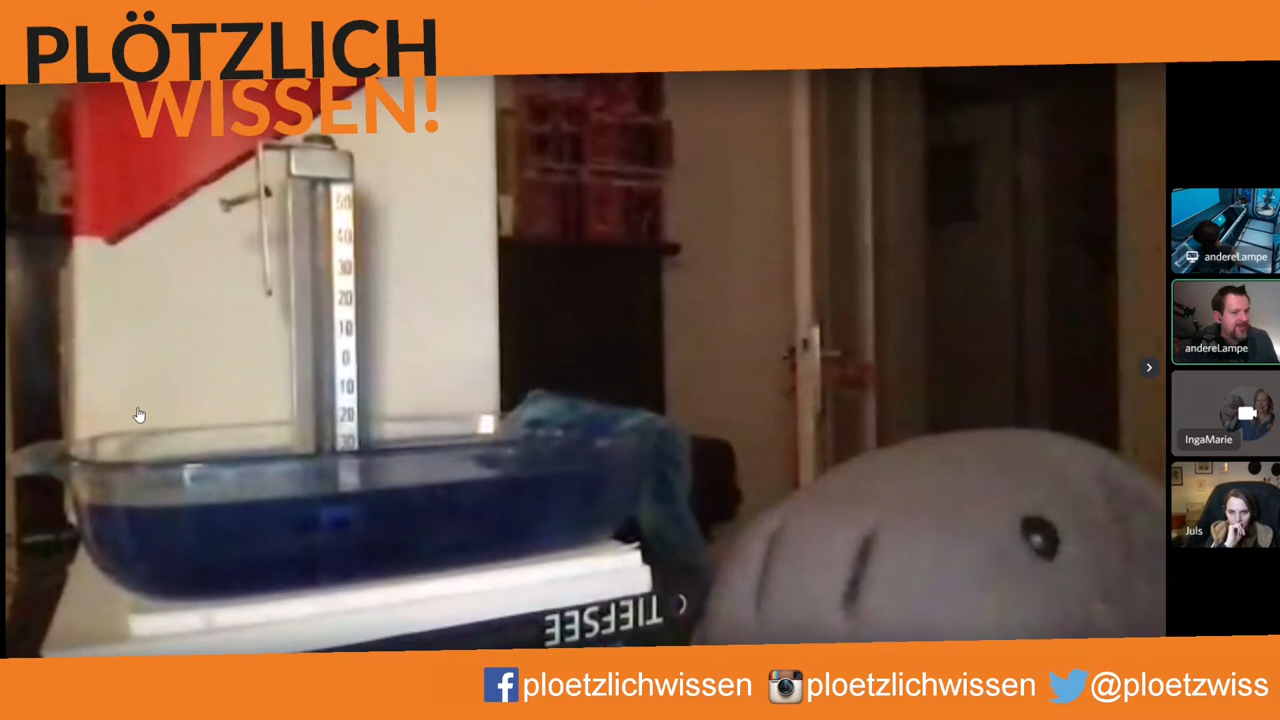 PLÖTZLICH
WISSEN!
50
40
30
20
10
0
10
20
30
andereLampe
andereLampe
IngaMarie
Juls
TIEFSEE
ploetzlichwissen
ploetzlichwissen
@ploetzwiss